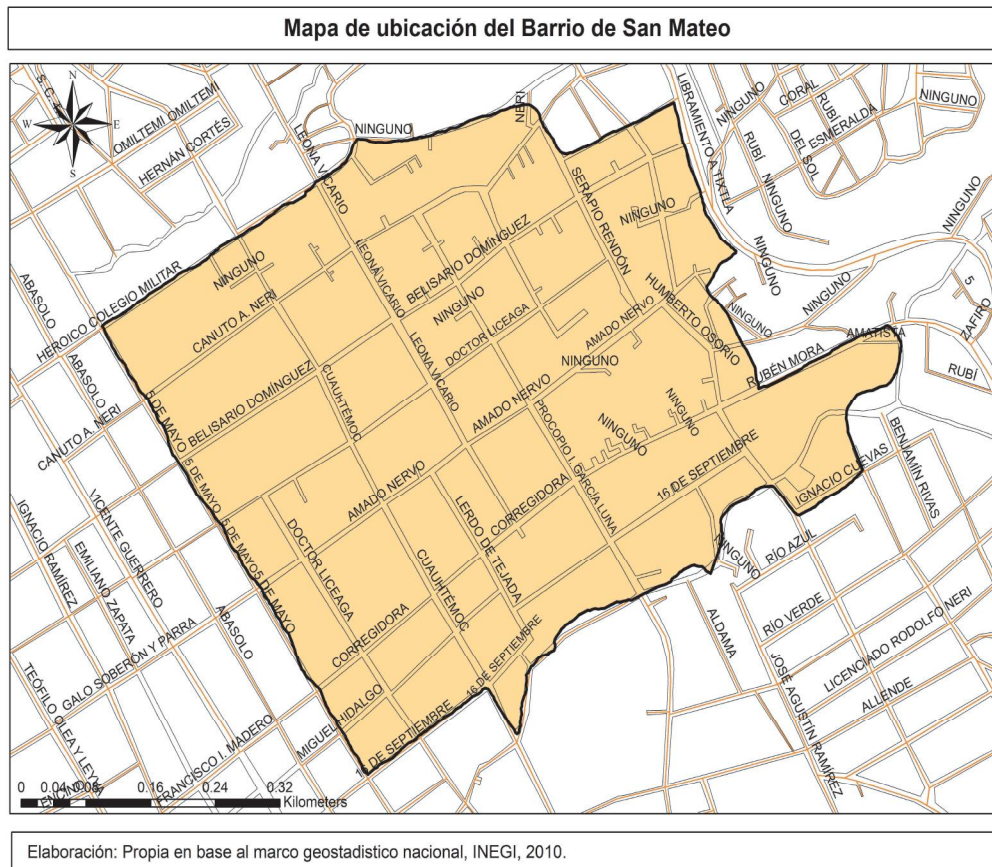 Mapa de ubicación del Barrio de San Mateo
N
W
E
S
OMILTEMI
OMILTEMI
HERNÁN CORTÉS
LEONA VICARIO
NINGUNO
NERI
LIBRAMIENTO A TIXTLA
NINGUNO
CORAL
RUBÍ
DEL SOL
ESMERALDA
NINGUNO
RUBÍ
NINGUNO
NINGUNO
NINGUNO
NINGUNO
5
ZAFIRO
AMATISTA
RUBÍ
NINGUNO
SERAPIO RENDÓN
NINGUNO
HUMBERTO OSORIO
RUBÉN MORA
ABASOLO
HEROICO COLEGIO MILITAR
NINGUNO
CANUTO A. NERI
LEONA VICARIO
BELISARIO DOMÍNGUEZ
NINGUNO
DOCTOR LICEAGA
AMADO NERVO
LEONA VICARIO
NINGUNO
AMADO NERVO
ABASOLO
CANUTO A. NERI
5 DE MAYO
BELISARIO DOMÍNGUEZ
CUAUHTÉMOC
PROCOPIO I. GARCÍA LUNA
NINGUNO
NINGUNO
16 DE SEPTIEMBRE
IGNACIO CUEVAS
BENJAMÍN RIVAS
5 DE MAYO
AMADO NERVO
CORREGIDORA
LERDO DE TEJADA
IGNACIO RAMÍREZ
VICENTE GUERRERO
EMILIANO ZAPATA
5 DE MAYO
5 DE MAYO
DOCTOR LICEAGA
CUAUHTÉMOC
NINGUNO
RÍO AZUL
RÍO VERDE
ABASOLO
CORREGIDORA
ALDAMA
LICENCIADO RODOLFO NERI
GALO SOBERÓN Y PARRA
16 DE SEPTIEMBRE
JOSE AGUSTÍN RAMÍREZ
ALLENDE
TEÓFILO OLEA Y LEYVA
FRANCISCO I. MADERO
MIGUEL HIDALGO
16 DE SEPTIEMBRE
0 0.04 0.08 0.16 0.24 0.32
Kilometers
Elaboración: Propia en base al marco geostadistico nacional, INEGI, 2010.